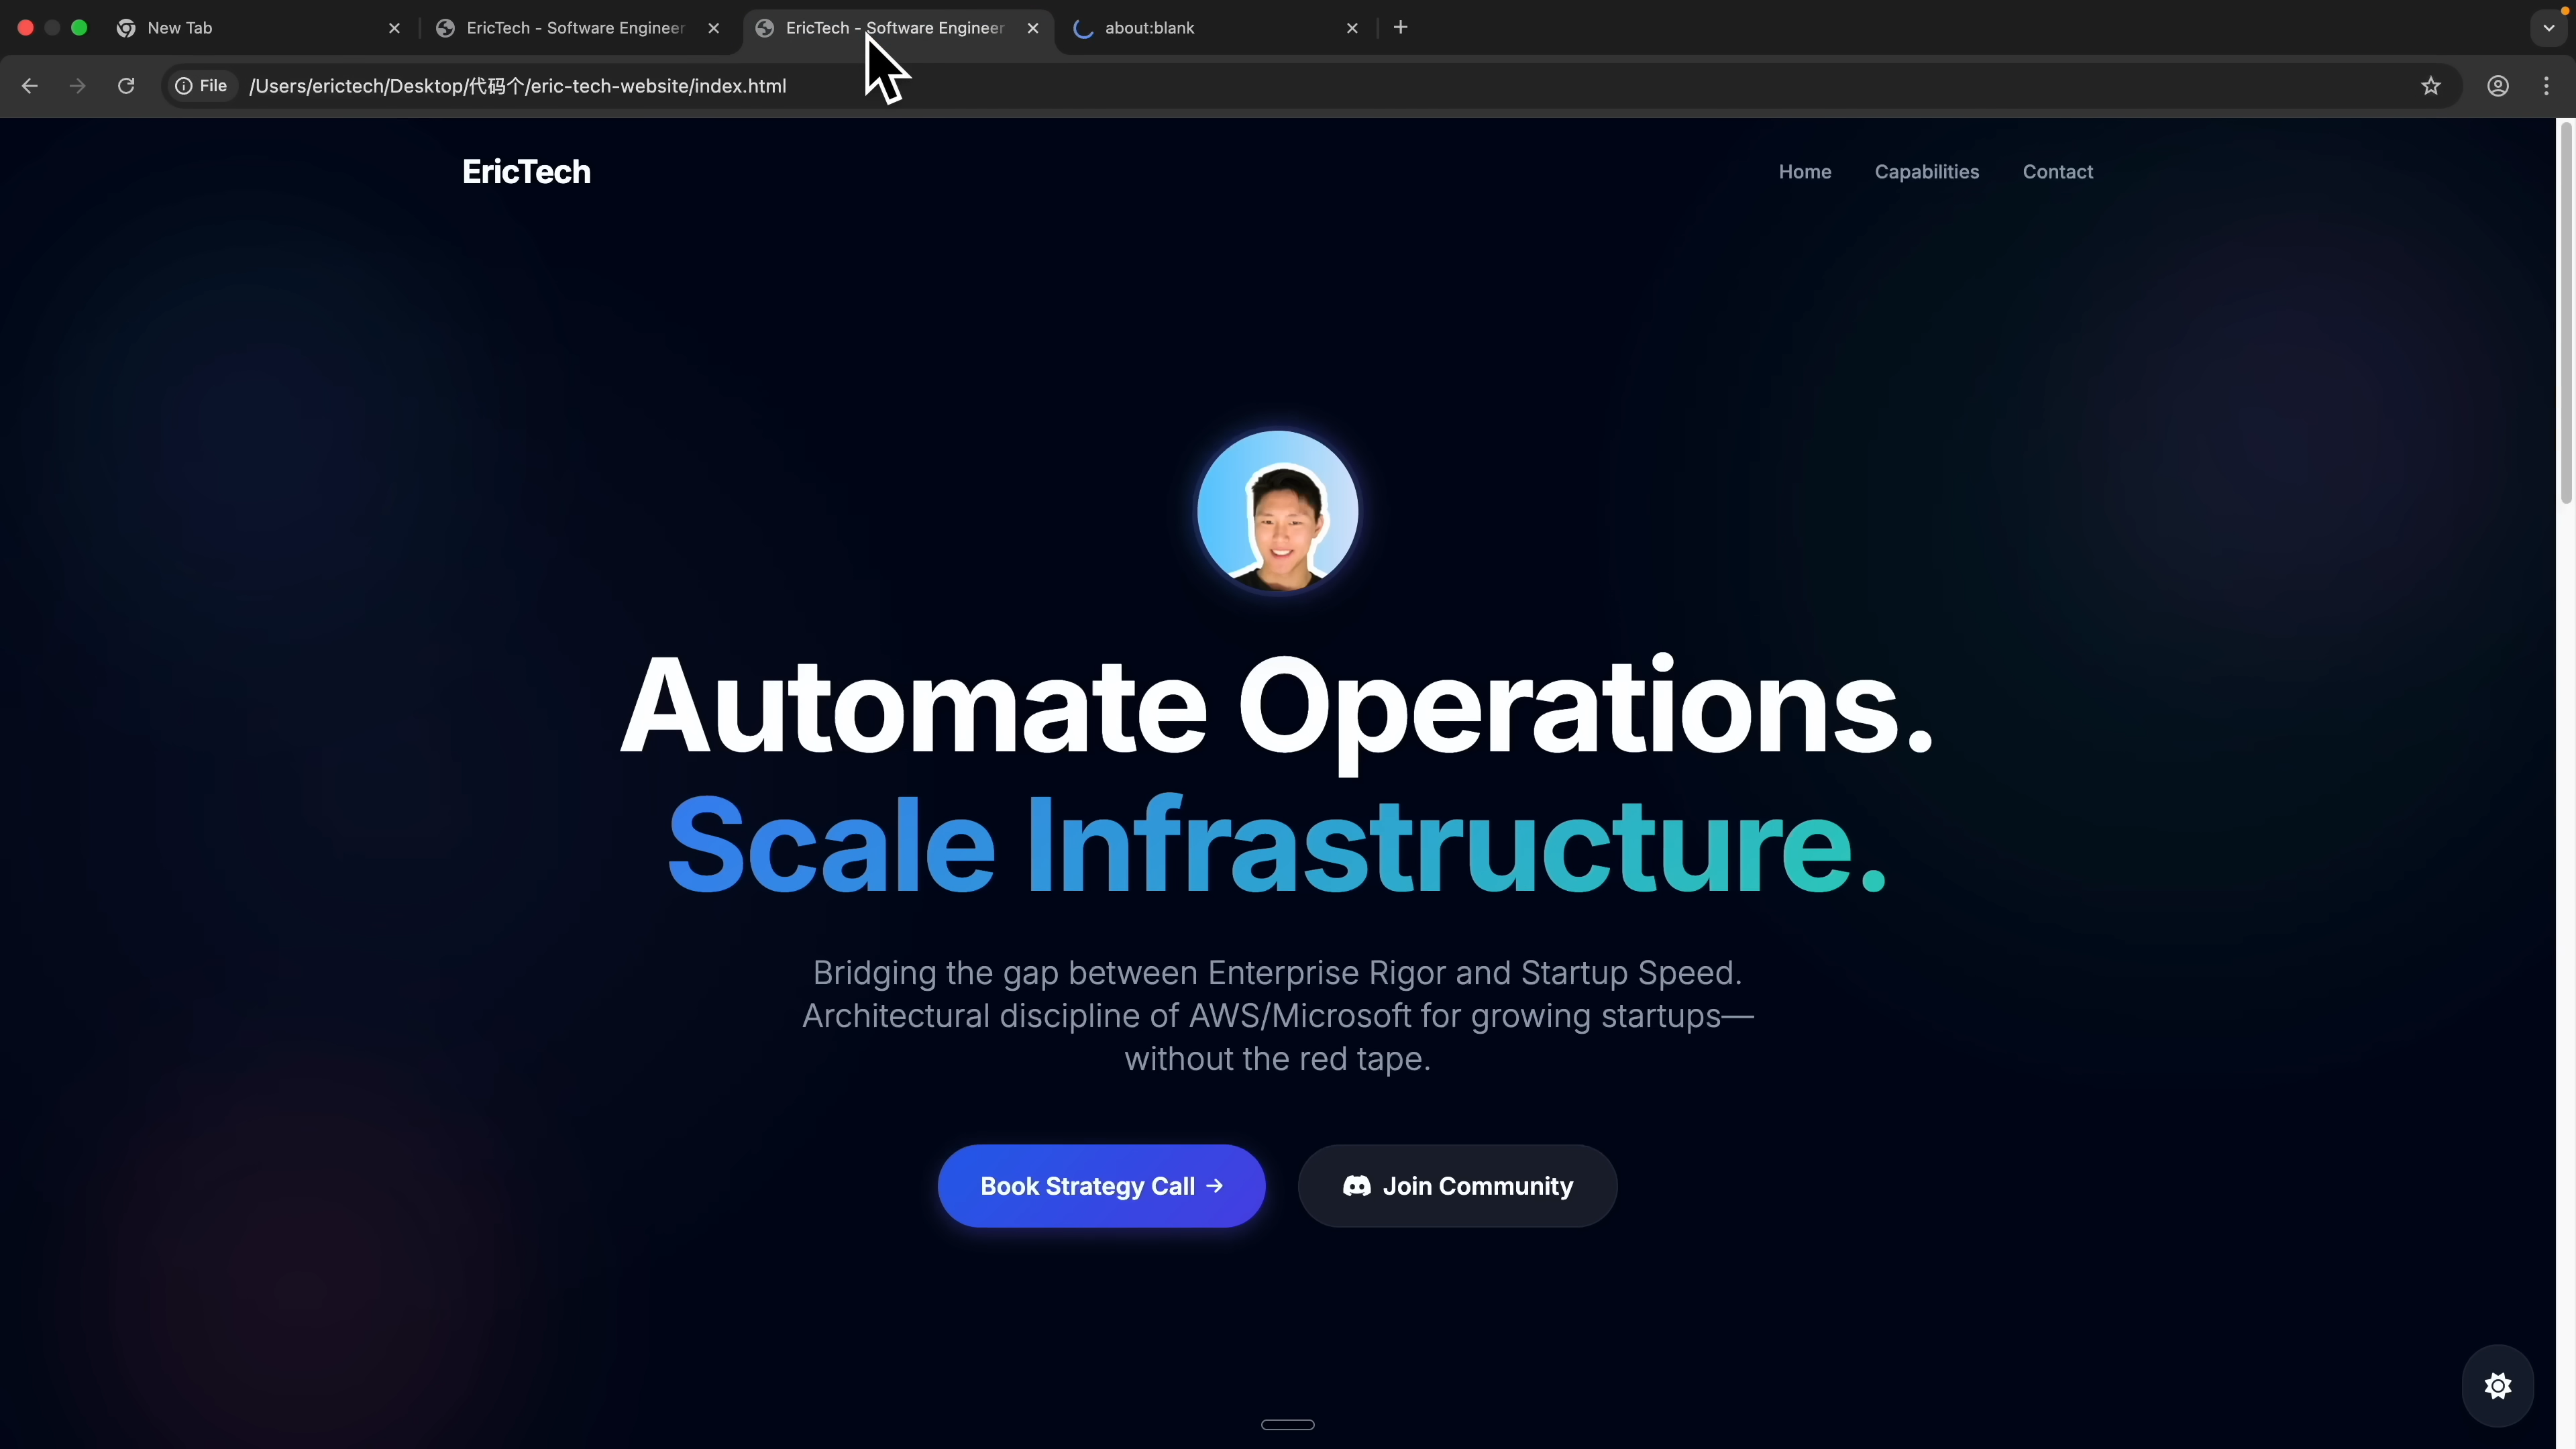 New Tab
EricTech - Software Engineer
EricTech - Software Engineer
about:blank
File
/Users/erictech/Desktop/代码个/eric-tech-website/index.html
EricTech
Home
Capabilities
Contact
Automate Operations.
Scale Infrastructure.
Bridging the gap between Enterprise Rigor and Startup Speed.
Architectural discipline of AWS/Microsoft for growing startups—
without the red tape.
Book Strategy Call →
Join Community